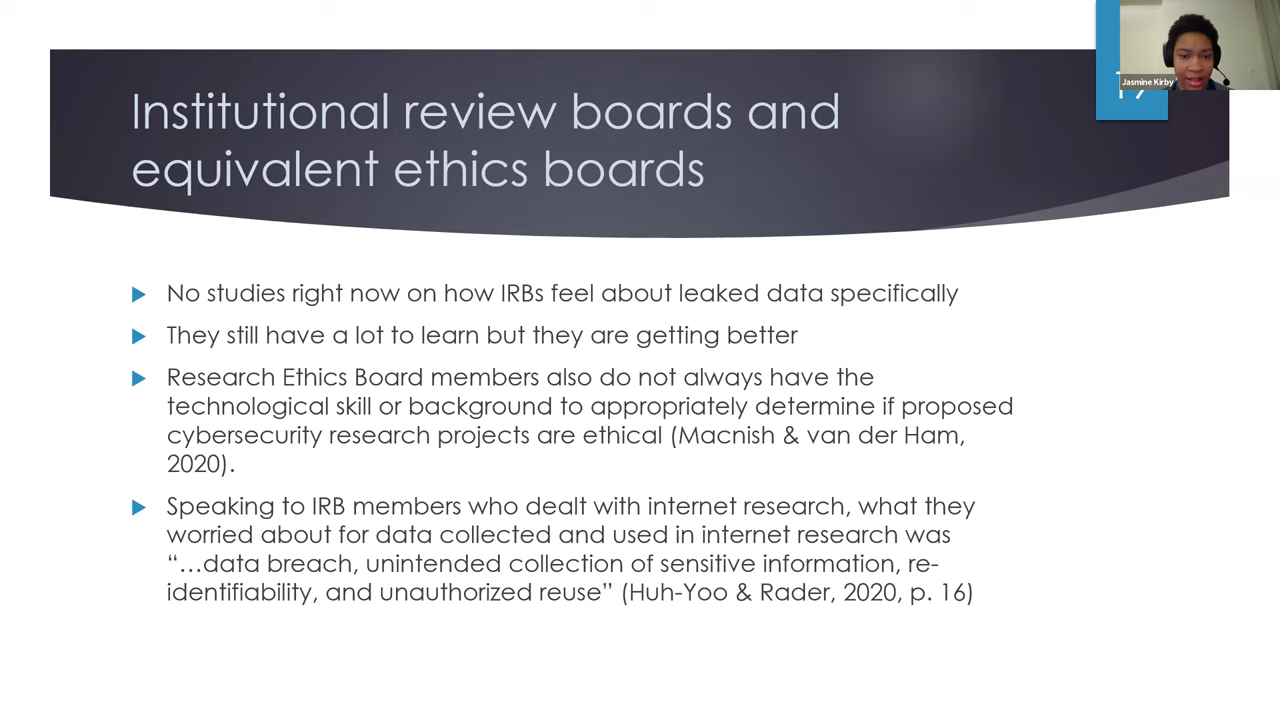 Jasmine Kirby
Institutional review boards and
equivalent ethics boards
No studies right now on how IRBs feel about leaked data specifically
They still have a lot to learn but they are getting better
Research Ethics Board members also do not always have the
technological skill or background to appropriately determine if proposed
cybersecurity research projects are ethical (Macnish & van der Ham,
2020).
Speaking to IRB members who dealt with internet research, what they
worried about for data collected and used in internet research was
“…data breach, unintended collection of sensitive information, re-
identifiability, and unauthorized reuse” (Huh-Yoo & Rader, 2020, p. 16)